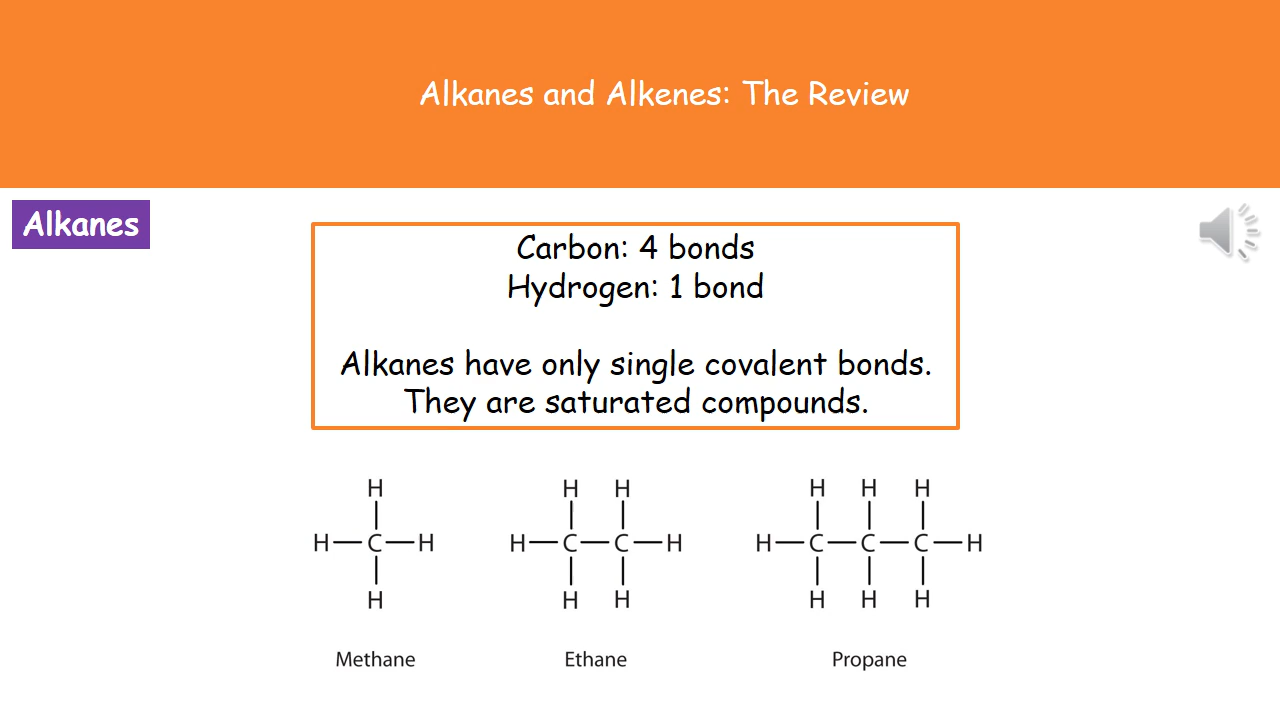 Alkanes and Alkenes: The Review
Alkanes
Carbon: 4 bonds
Hydrogen: 1 bond
Alkanes have only single covalent bonds.
They are saturated compounds.
H H H H H H
H—C—H H—C—C—H H—C—C—C—H
H H H H H H
Methane Ethane Propane